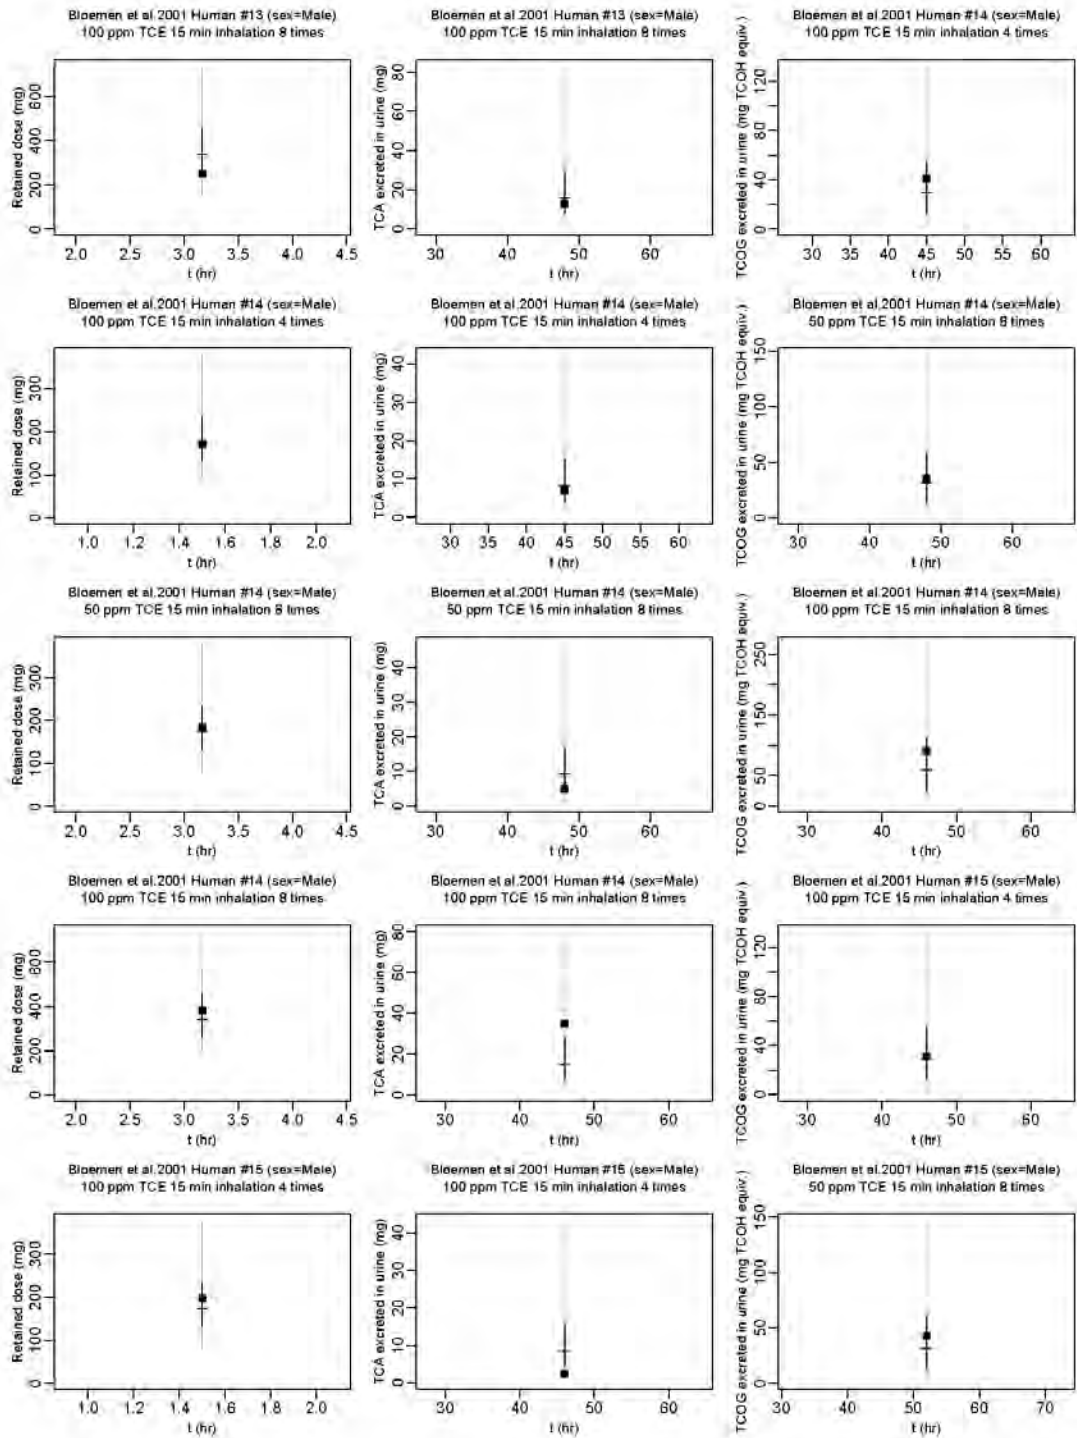 Bloemen et al.2001 Human #13 (sex=Male)
100 ppm TCE 15 min inhalation 8 times
Retained dose (mg)
0 200 400 600
2.0 2.5 3.0 3.5 4.0 4.5
t (hr)
Bloemen et al.2001 Human #13 (sex=Male)
100 ppm TCE 15 min inhalation 8 times
TCA excreted in urine (mg)
0 20 40 60 80
30 40 50 60
t (hr)
Bloemen et al.2001 Human #14 (sex=Male)
100 ppm TCE 15 min inhalation 4 times
TCOG excreted in urine (mg TCOH equiv.)
0 40 80 120
30 35 40 45 50 55 60
t (hr)
Bloemen et al.2001 Human #14 (sex=Male)
100 ppm TCE 15 min inhalation 4 times
Retained dose (mg)
0 100 200 300
1.0 1.2 1.4 1.6 1.8 2.0
t (hr)
Bloemen et al.2001 Human #14 (sex=Male)
100 ppm TCE 15 min inhalation 4 times
TCA excreted in urine (mg)
0 10 20 30 40
30 35 40 45 50 55 60
t (hr)
Bloemen et al.2001 Human #14 (sex=Male)
50 ppm TCE 15 min inhalation 8 times
TCOG excreted in urine (mg TCOH equiv.)
0 50 100 150
30 40 50 60
t (hr)
Bloemen et al.2001 Human #14 (sex=Male)
50 ppm TCE 15 min inhalation 8 times
Retained dose (mg)
0 100 200 300
2.0 2.5 3.0 3.5 4.0 4.5
t (hr)
Bloemen et al.2001 Human #14 (sex=Male)
50 ppm TCE 15 min inhalation 8 times
TCA excreted in urine (mg)
0 10 20 30 40
30 40 50 60
t (hr)
Bloemen et al.2001 Human #14 (sex=Male)
100 ppm TCE 15 min inhalation 8 times
TCOG excreted in urine (mg TCOH equiv.)
0 50 150 250
30 40 50 60
t (hr)
Bloemen et al.2001 Human #14 (sex=Male)
100 ppm TCE 15 min inhalation 8 times
Retained dose (mg)
0 200 400 600
2.0 2.5 3.0 3.5 4.0 4.5
t (hr)
Bloemen et al.2001 Human #14 (sex=Male)
100 ppm TCE 15 min inhalation 8 times
TCA excreted in urine (mg)
0 20 40 60 80
30 40 50 60
t (hr)
Bloemen et al.2001 Human #15 (sex=Male)
100 ppm TCE 15 min inhalation 4 times
TCOG excreted in urine (mg TCOH equiv.)
0 40 80 120
30 40 50 60
t (hr)
Bloemen et al.2001 Human #15 (sex=Male)
100 ppm TCE 15 min inhalation 4 times
Retained dose (mg)
0 100 200 300
1.0 1.2 1.4 1.6 1.8 2.0
t (hr)
Bloemen et al.2001 Human #15 (sex=Male)
100 ppm TCE 15 min inhalation 4 times
TCA excreted in urine (mg)
0 10 20 30 40
30 40 50 60
t (hr)
Bloemen et al.2001 Human #15 (sex=Male)
50 ppm TCE 15 min inhalation 8 times
TCOG excreted in urine (mg TCOH equiv.)
0 50 100 150
30 40 50 60 70
t (hr)